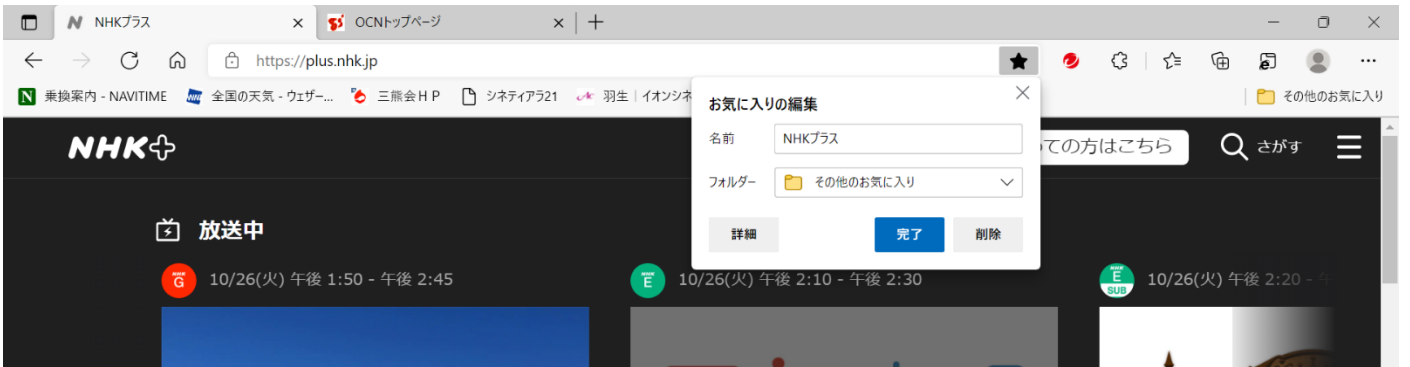 NHKプラス
OCNトップページ
https://plus.nhk.jp
乗換案内 - NAVITIME
全国の天気 - ウェザー...
三熊会ＨＰ
シネティアラ21
羽生｜イオンシネ
その他のお気に入り
お気に入りの編集
名前
NHKプラス
フォルダー
その他のお気に入り
詳細
完了
削除
NHK
ての方はこちら
さがす
放送中
NHK G
10/26(火) 午後 1:50 - 午後 2:45
NHK E
10/26(火) 午後 2:10 - 午後 2:30
NHK E SUB
10/26(火) 午後 2:20 - 午